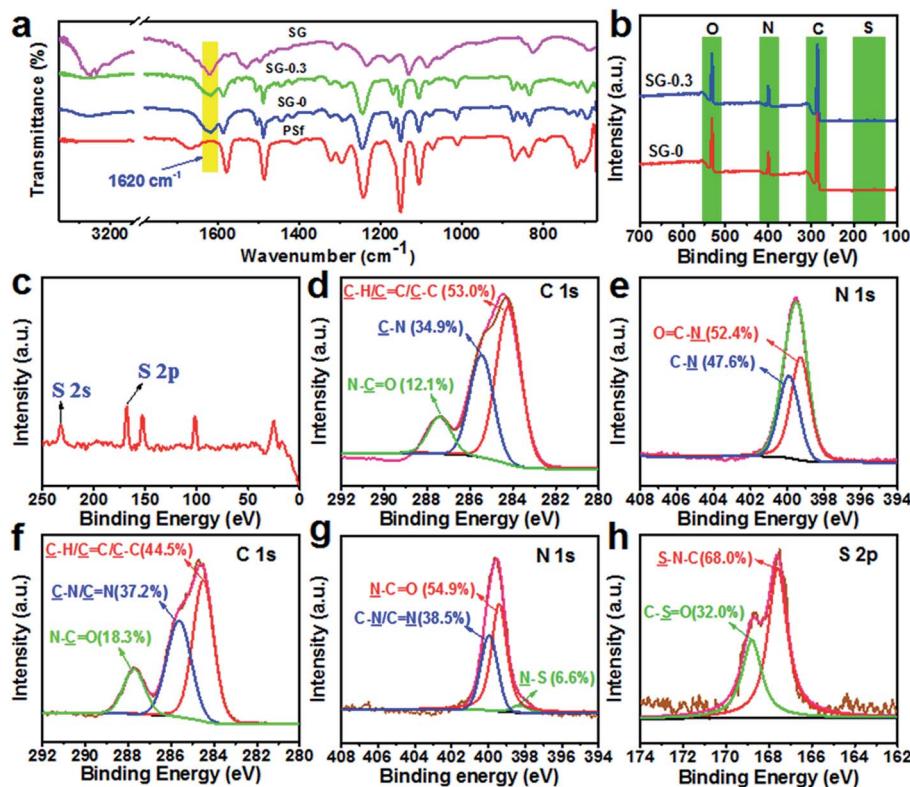 a
SG
SG-0.3
SG-0
PSf
1620 cm⁻¹
Transmittance (%)
3200 1600 1400 1200 1000 800
Wavenumber (cm⁻¹)
b
O N C S
SG-0.3
SG-0
Intensity (a.u.)
700 600 500 400 300 200 100
Binding Energy (eV)
c
S 2s
S 2p
Intensity (a.u.)
250 200 150 100 50 0
Binding Energy (eV)
d
C 1s
C-H/C=C/C-C (53.0%)
C-N (34.9%)
N-C=O (12.1%)
Intensity (a.u.)
292 290 288 286 284 282 280
Binding Energy (eV)
e
N 1s
O=C-N (52.4%)
C-N (47.6%)
Intensity (a.u.)
408 406 404 402 400 398 396 394
Binding Energy (eV)
f
C 1s
C-H/C=C/C-C(44.5%)
C-N/C=N(37.2%)
N-C=O(18.3%)
Intensity (a.u.)
292 290 288 286 284 282 280
Binding Energy (eV)
g
N 1s
N-C=O (54.9%)
C-N/C=N(38.5%)
N-S (6.6%)
Intensity (a.u.)
408 406 404 402 400 398 396 394
Binding energy (eV)
h
S 2p
S-N-C(68.0%)
C-S=O(32.0%)
Intensity (a.u.)
174 172 170 168 166 164 162
Binding Energy (eV)